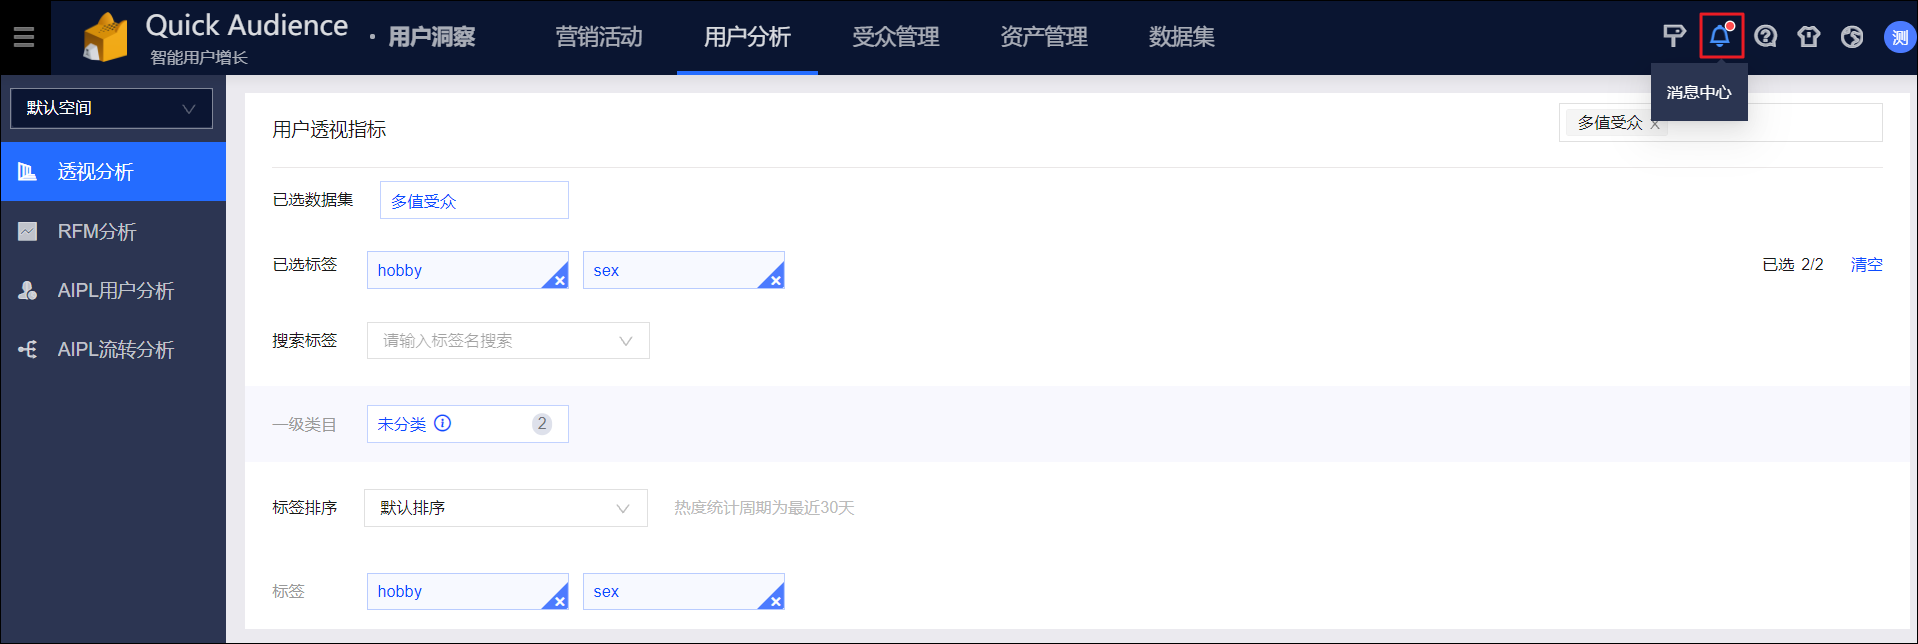 Quick Audience
智能用户增长
· 用户洞察
营销活动
用户分析
受众管理
资产管理
数据集
测
消息中心
默认空间
透视分析
RFM分析
AIPL用户分析
AIPL流转分析
用户透视指标
多值受众 x
已选数据集
多值受众
已选标签
hobby
sex
已选 2/2
清空
搜索标签
请输入标签名搜索
一级类目
未分类
2
标签排序
默认排序
热度统计周期为最近30天
标签
hobby
sex